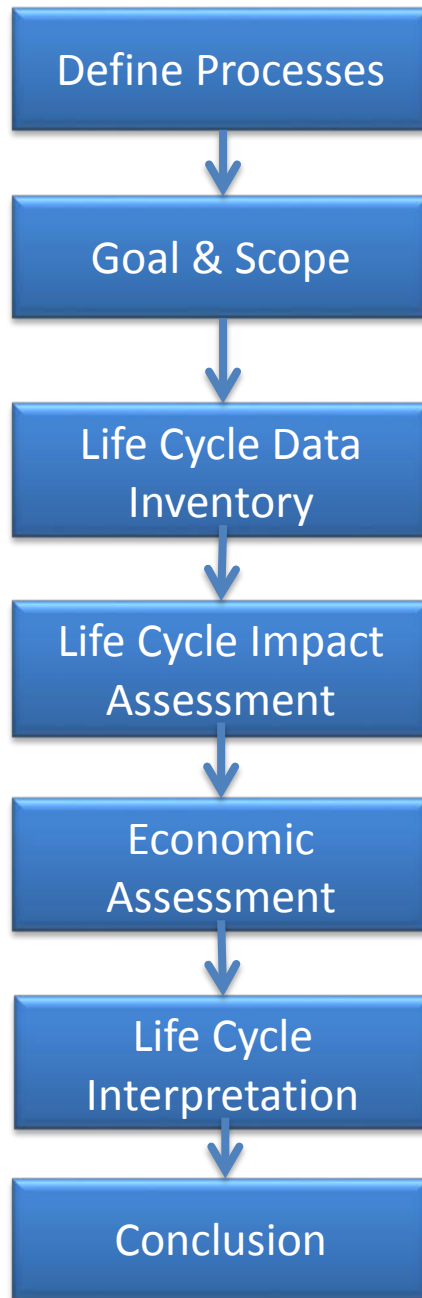 Define Processes
Goal & Scope
Life Cycle Data
Inventory
Life Cycle Impact
Assessment
Economic
Assessment
Life Cycle
Interpretation
Conclusion